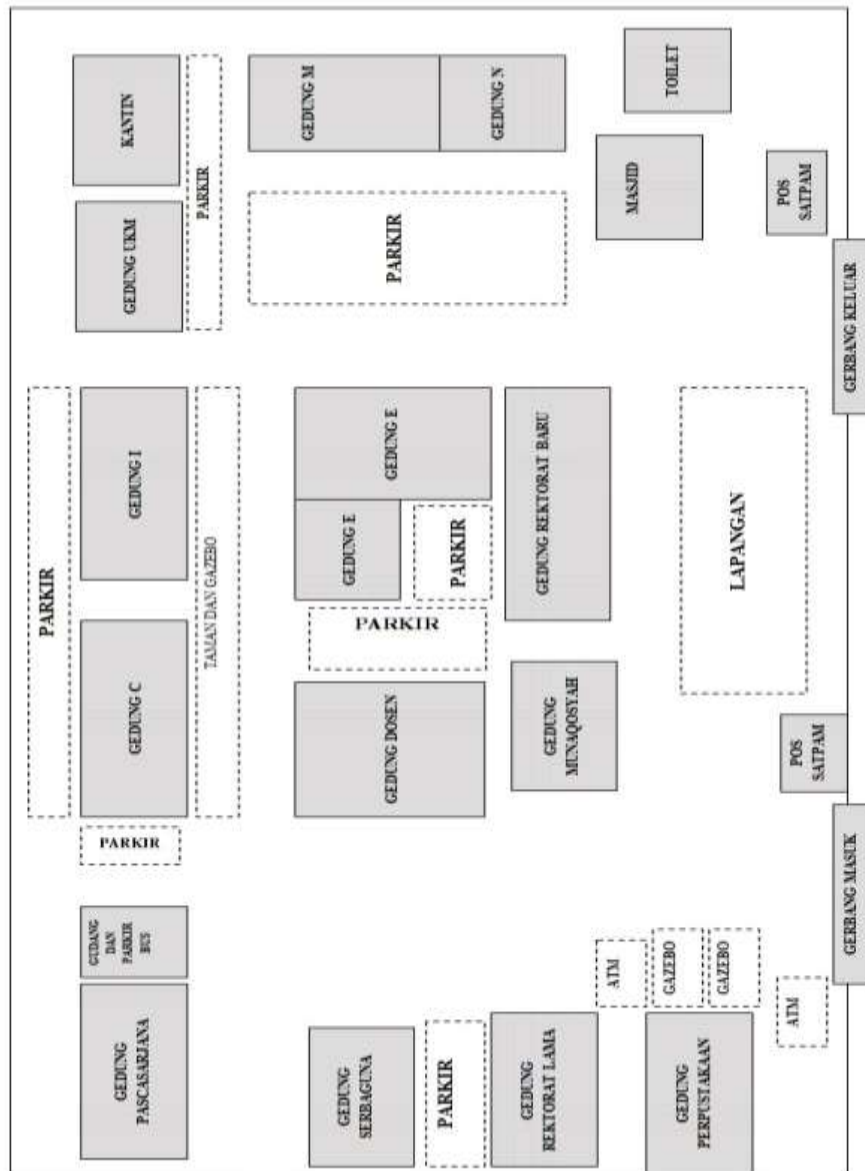 KANTIN
GEDUNG UKM
PARKIR
GEDUNG M
GEDUNG N
PARKIR
TOILET
MASJID
POS
SATPAM
GERBANG KELUAR
PARKIR
GEDUNG I
GEDUNG C
TAMAN DAN GAZEBO
GEDUNG E
GEDUNG E
PARKIR
PARKIR
GEDUNG DOSEN
GEDUNG REKTORAT BARU
GEDUNG
MUNAQOSYAH
LAPANGAN
POS
SATPAM
GERBANG MASUK
PARKIR
GUDANG
DAN
PARKIR
BUS
GEDUNG
PASCASARJANA
GEDUNG
SERBAGUNA
PARKIR
GEDUNG
REKTORAT LAMA
ATM
GAZEBO
GAZEBO
GEDUNG
PERPUSTAKAAN
ATM